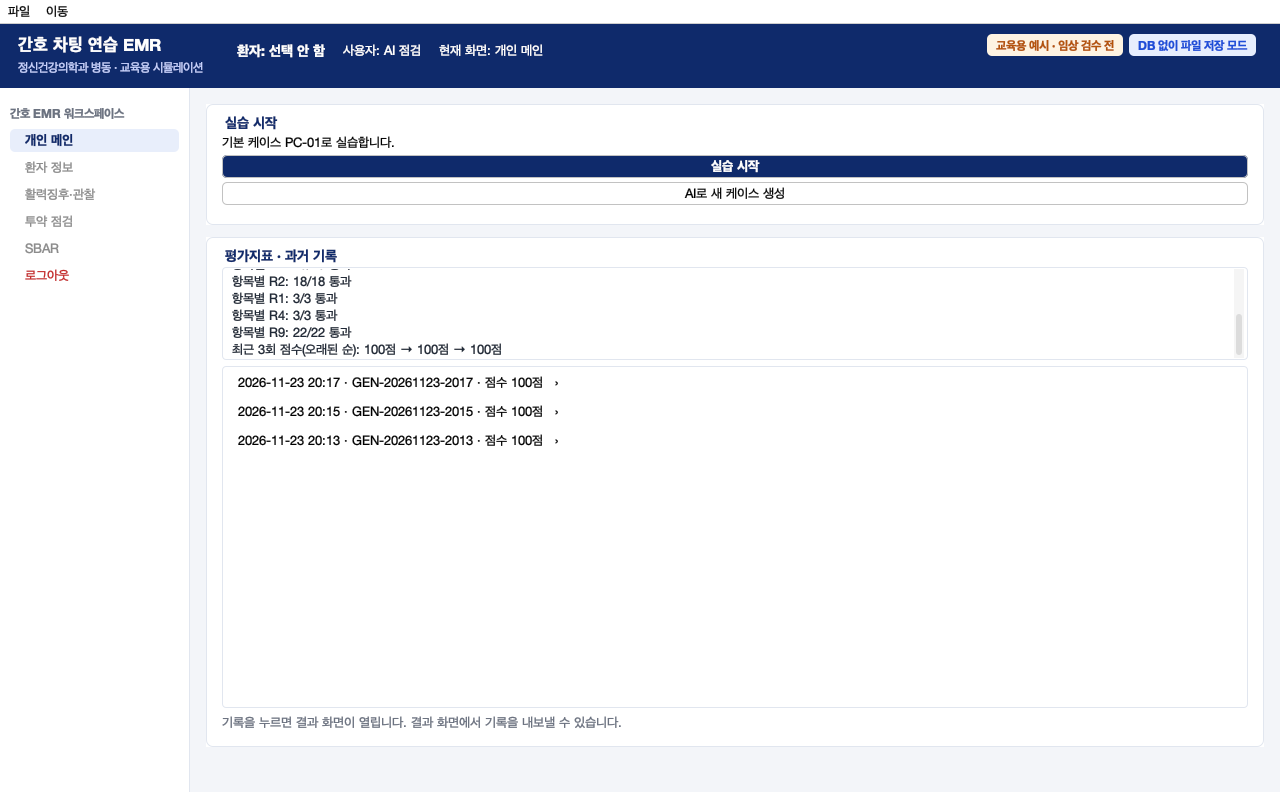 파일 이동
간호 차팅 연습 EMR
정신건강의학과 병동 · 교육용 시뮬레이션
환자: 선택 안 함 사용자: AI 점검 현재 화면: 개인 메인
교육용 예시 · 임상 검수 전 DB 없이 파일 저장 모드
간호 EMR 워크스페이스
개인 메인
환자 정보
활력징후·관찰
투약 점검
SBAR
로그아웃
실습 시작
기본 케이스 PC-01로 실습합니다.
실습 시작
AI로 새 케이스 생성
평가지표 · 과거 기록
항목별 R2: 18/18 통과
항목별 R1: 3/3 통과
항목별 R4: 3/3 통과
항목별 R9: 22/22 통과
최근 3회 점수(오래된 순): 100점 → 100점 → 100점
2026-11-23 20:17 · GEN-20261123-2017 · 점수 100점 ›
2026-11-23 20:15 · GEN-20261123-2015 · 점수 100점 ›
2026-11-23 20:13 · GEN-20261123-2013 · 점수 100점 ›
기록을 누르면 결과 화면이 열립니다. 결과 화면에서 기록을 내보낼 수 있습니다.